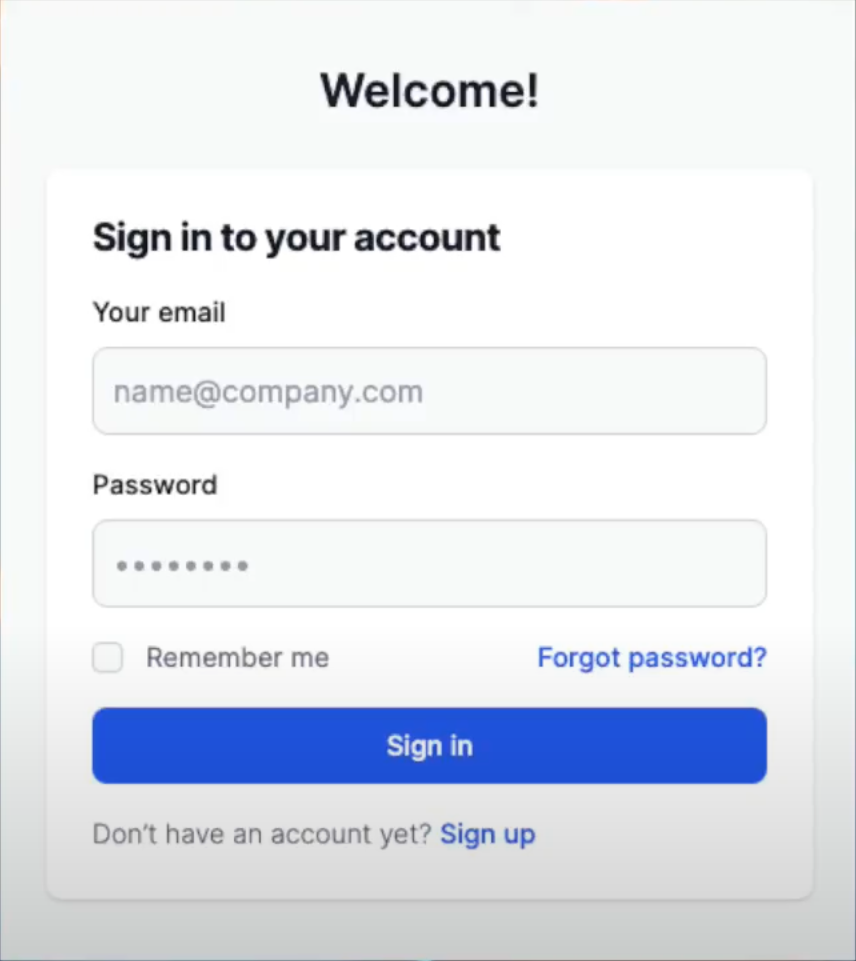 Welcome!
Sign in to your account
Your email
name@company.com
Password
••••••••
Remember me Forgot password?
Sign in
Don't have an account yet? Sign up